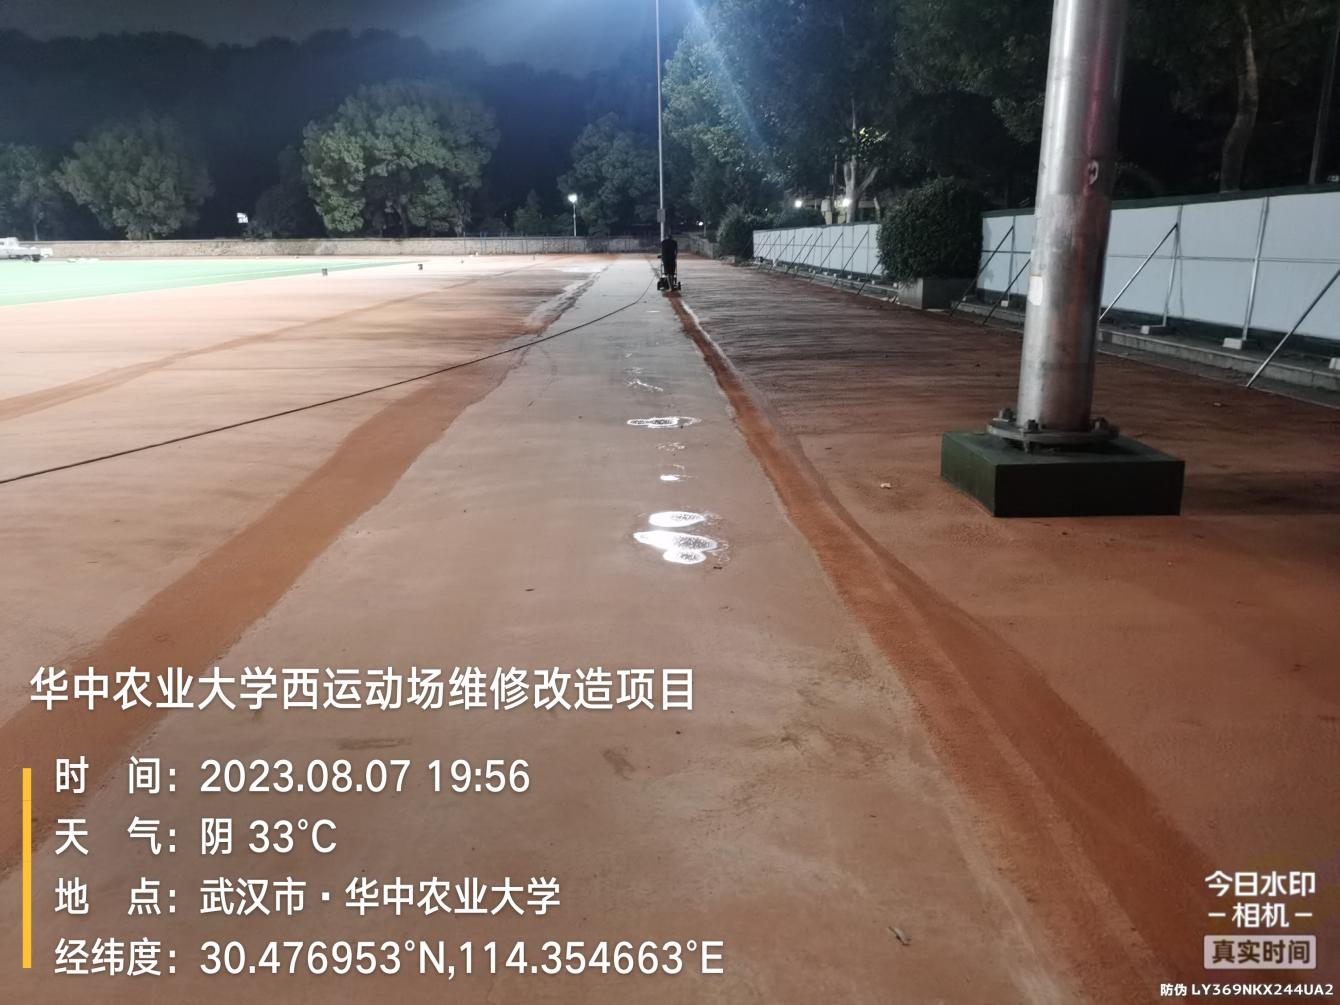 华中农业大学西运动场维修改造项目
时 间：2023.08.07 19:56
天 气：阴 33°C
地 点：武汉市·华中农业大学
经纬度：30.476953°N,114.354663°E
今日水印
-相机-
真实时间
防伪 LY369NKX244UA2